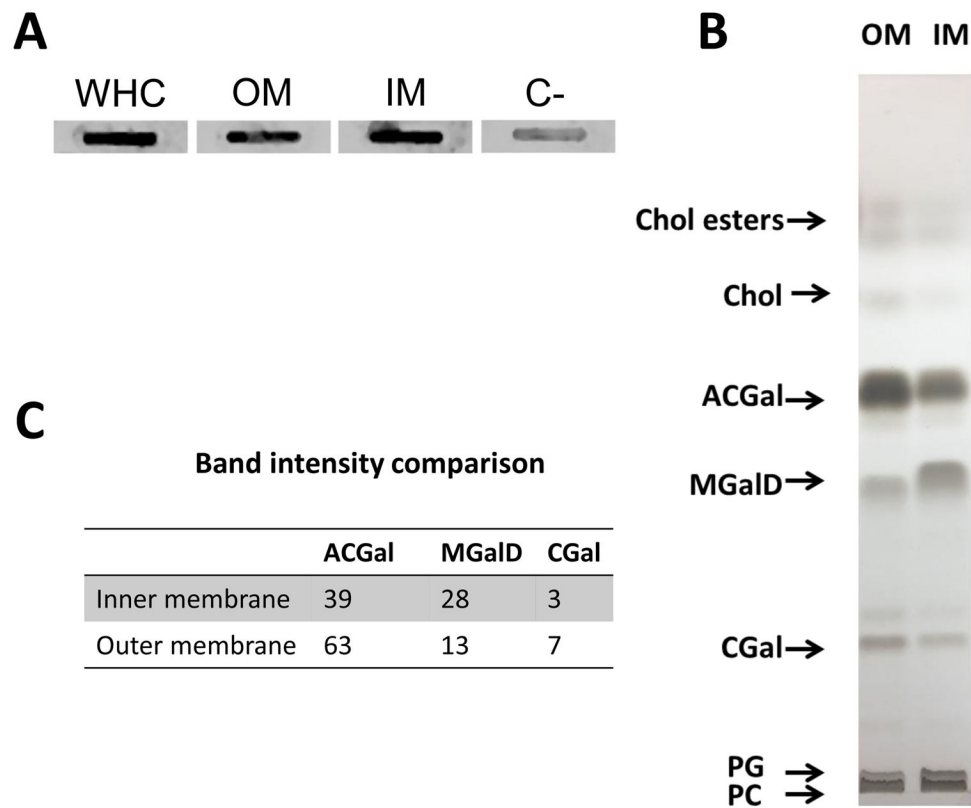 A
WHC OM IM C-
B
OM IM
Chol esters
Chol
ACGal
MGalD
CGal
PG
PC
C
Band intensity comparison
ACGal MGalD CGal
Inner membrane 39 28 3
Outer membrane 63 13 7